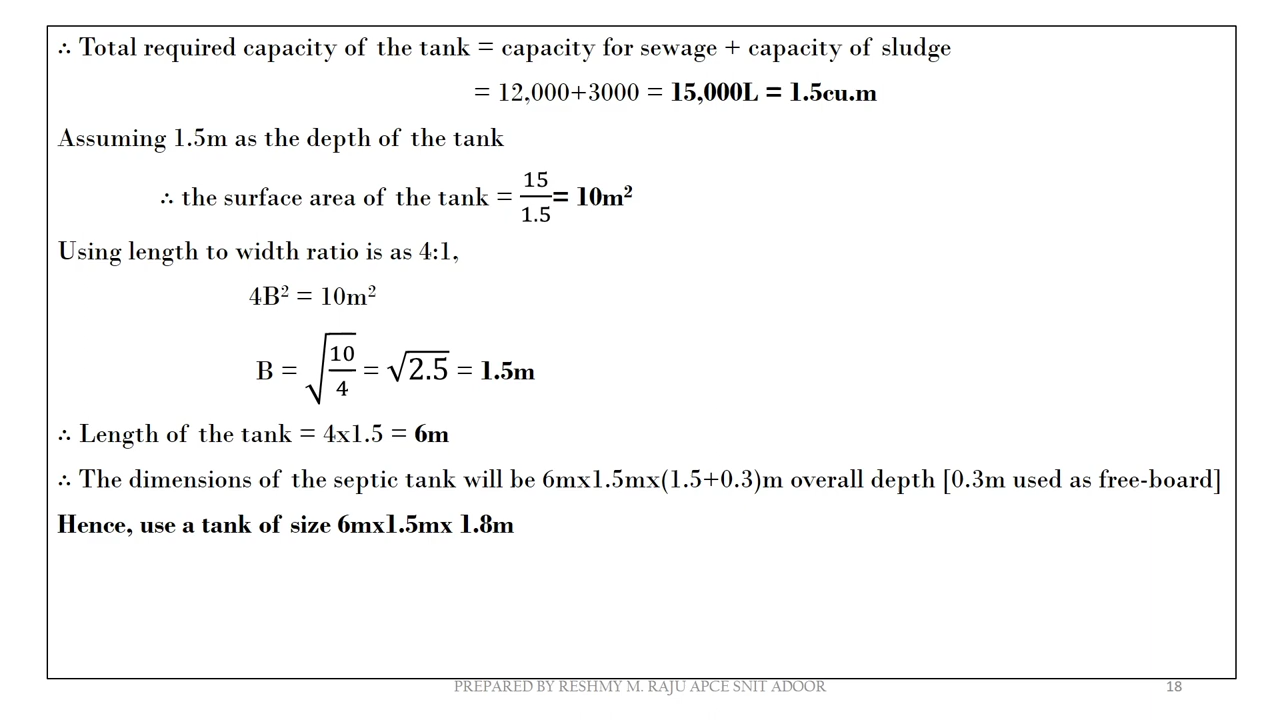 ∴ Total required capacity of the tank = capacity for sewage + capacity of sludge
= 12,000+3000 = 15,000L = 1.5cu.m
Assuming 1.5m as the depth of the tank
∴ the surface area of the tank = 15/1.5 = 10m²
Using length to width ratio is as 4:1,
4B² = 10m²
B = √(10/4) = √2.5 = 1.5m
∴ Length of the tank = 4x1.5 = 6m
∴ The dimensions of the septic tank will be 6mx1.5mx(1.5+0.3)m overall depth [0.3m used as free-board]
Hence, use a tank of size 6mx1.5mx 1.8m
PREPARED BY RESHMY M. RAJU APCE SNIT ADOOR
18